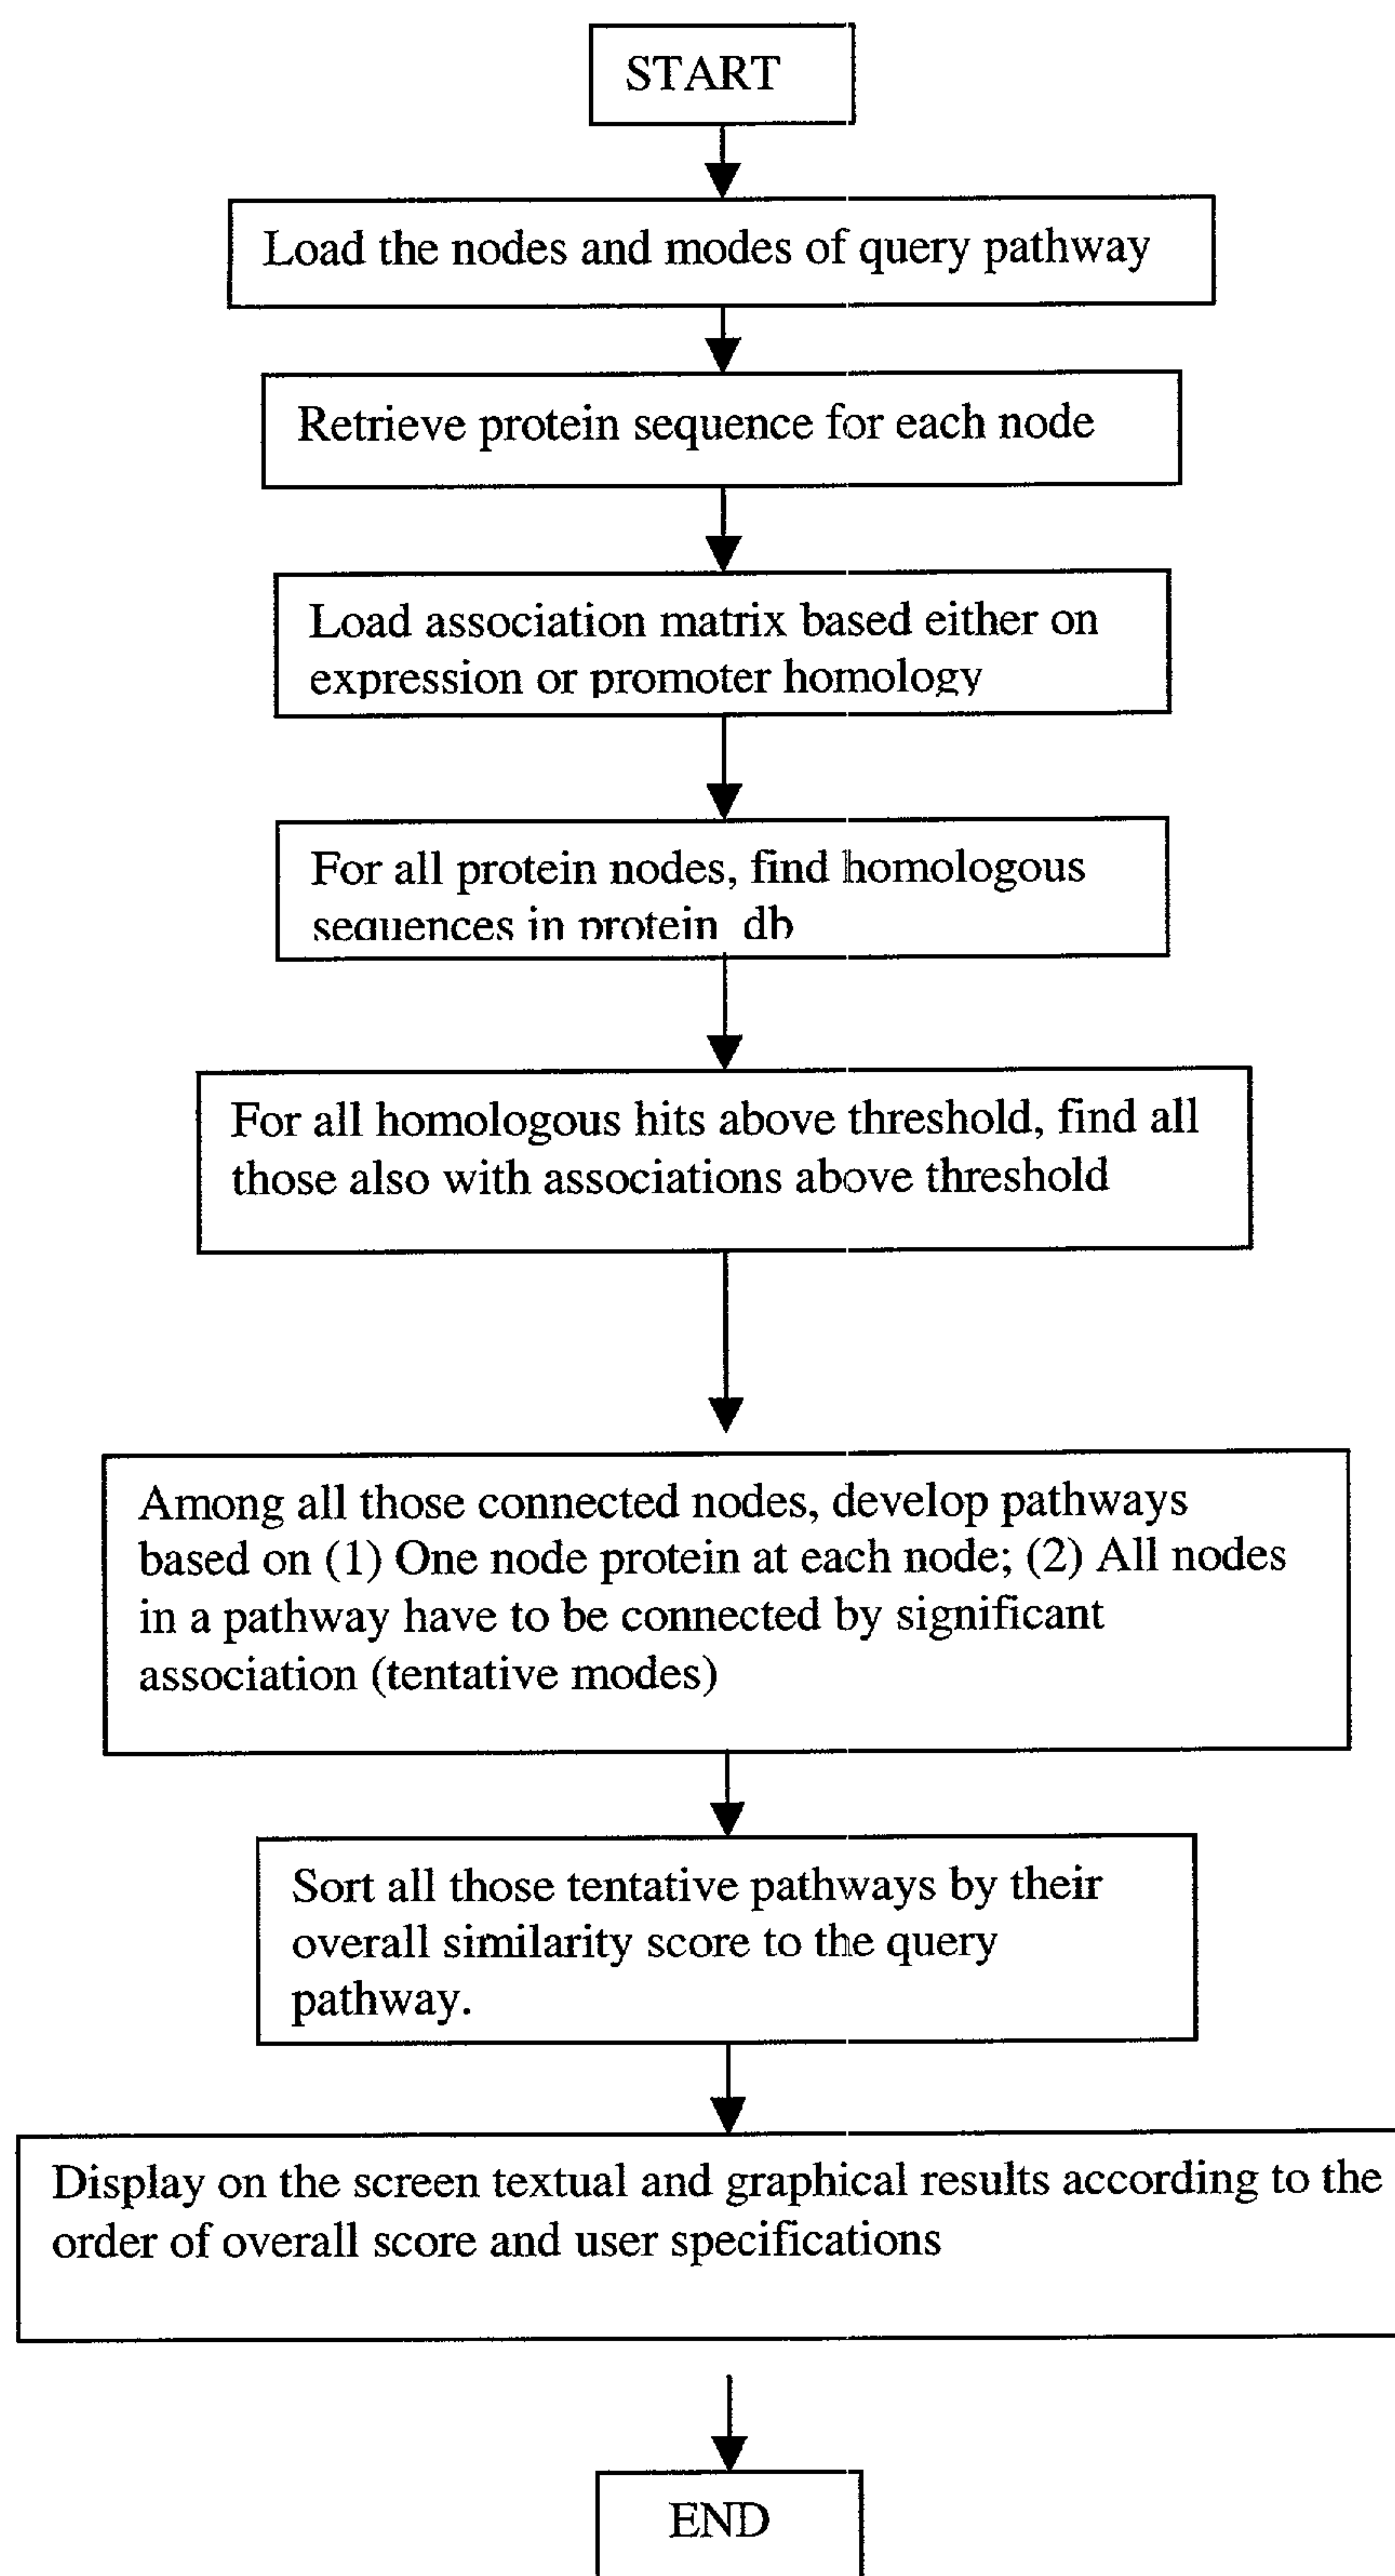 START
Load the nodes and modes of query pathway
Retrieve protein sequence for each node
Load association matrix based either on
expression or promoter homology
For all protein nodes, find homologous
sequences in protein_db
For all homologous hits above threshold, find all
those also with associations above threshold
Among all those connected nodes, develop pathways
based on (1) One node protein at each node; (2) All nodes
in a pathway have to be connected by significant
association (tentative modes)
Sort all those tentative pathways by their
overall similarity score to the query
pathway.
Display on the screen textual and graphical results according to the
order of overall score and user specifications
END